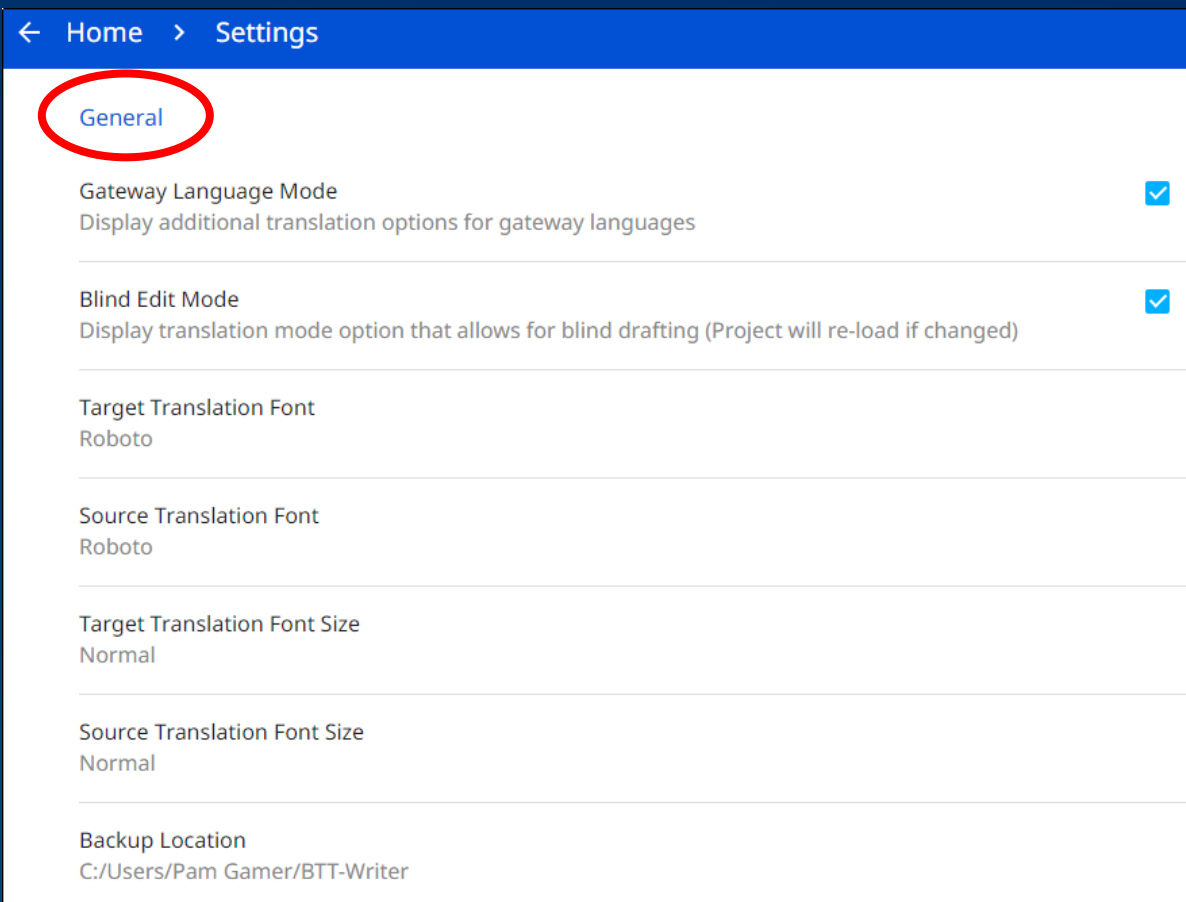 ← Home > Settings
General
Gateway Language Mode
Display additional translation options for gateway languages
Blind Edit Mode
Display translation mode option that allows for blind drafting (Project will re-load if changed)
Target Translation Font
Roboto
Source Translation Font
Roboto
Target Translation Font Size
Normal
Source Translation Font Size
Normal
Backup Location
C:/Users/Pam Gamer/BTT-Writer